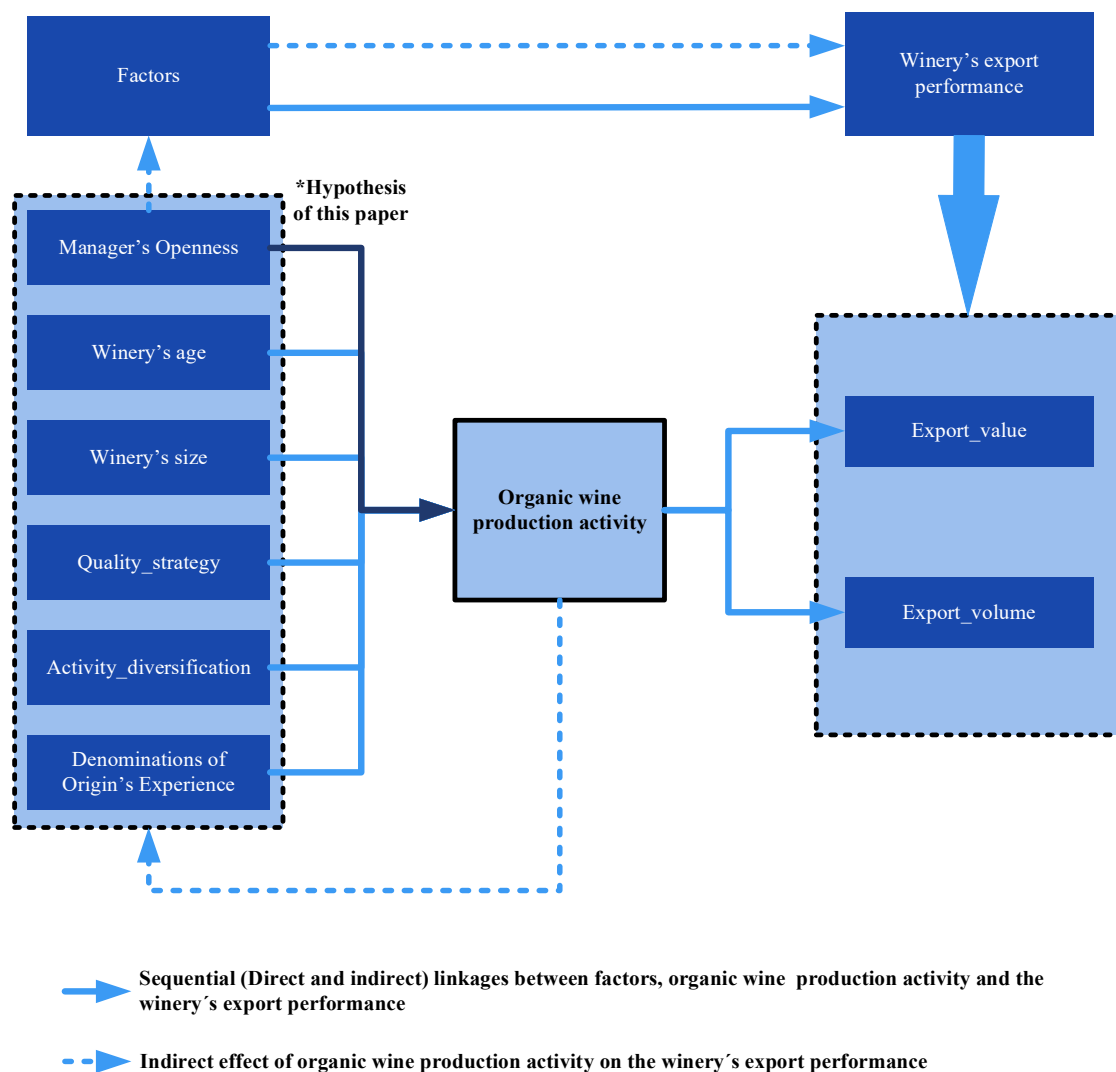 Factors
Winery’s export
performance
*Hypothesis
of this paper
Manager’s Openness
Winery’s age
Winery’s size
Quality_strategy
Activity_diversification
Denominations of
Origin’s Experience
Organic wine
production activity
Export_value
Export_volume
Sequential (Direct and indirect) linkages between factors, organic wine production activity and the
winery´s export performance
Indirect effect of organic wine production activity on the winery´s export performance